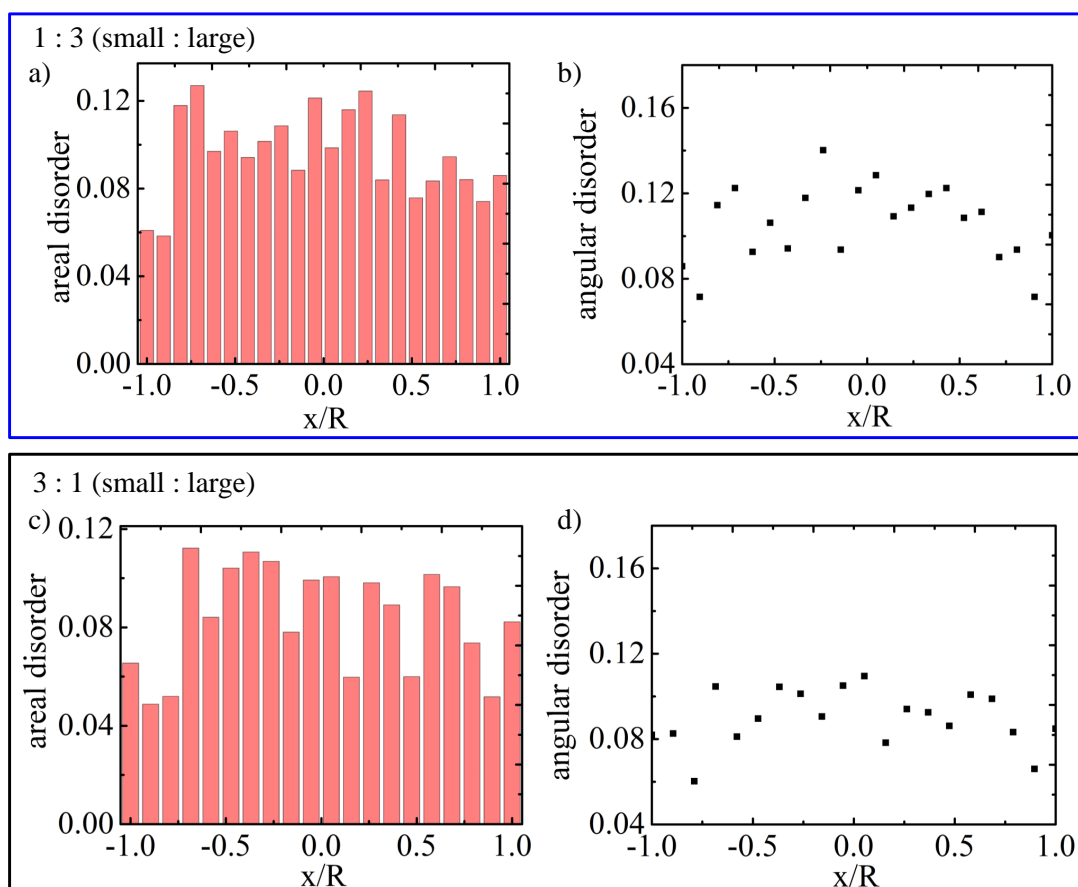 1 : 3 (small : large)
a)
b)
areal disorder
0.12
0.08
0.04
0.00
-1.0 -0.5 0.0 0.5 1.0
x/R
angular disorder
0.16
0.12
0.08
0.04
-1.0 -0.5 0.0 0.5 1.0
x/R
3 : 1 (small : large)
c)
d)
areal disorder
0.12
0.08
0.04
0.00
-1.0 -0.5 0.0 0.5 1.0
x/R
angular disorder
0.16
0.12
0.08
0.04
-1.0 -0.5 0.0 0.5 1.0
x/R